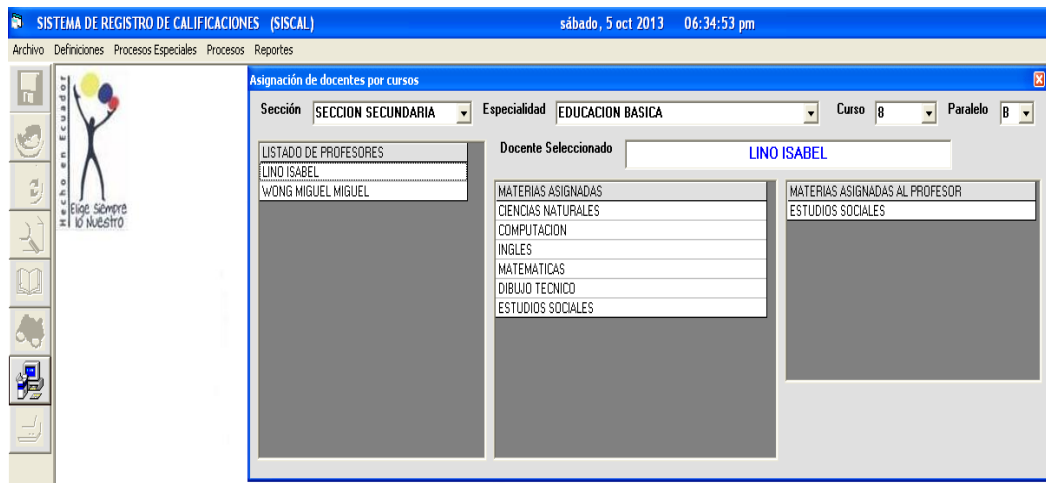 SISTEMA DE REGISTRO DE CALIFICACIONES (SISCAL) sábado, 5 oct 2013 06:34:53 pm
Archivo Definiciones Procesos Especiales Procesos Reportes
Hecho en Ecuador
Elige siempre
lo Nuestro
Asignación de docentes por cursos
Sección SECCION SECUNDARIA Especialidad EDUCACION BASICA Curso 8 Paralelo B
LISTADO DE PROFESORES
LINO ISABEL
WONG MIGUEL MIGUEL
Docente Seleccionado LINO ISABEL
MATERIAS ASIGNADAS
CIENCIAS NATURALES
COMPUTACION
INGLES
MATEMATICAS
DIBUJO TECNICO
ESTUDIOS SOCIALES
MATERIAS ASIGNADAS AL PROFESOR
ESTUDIOS SOCIALES